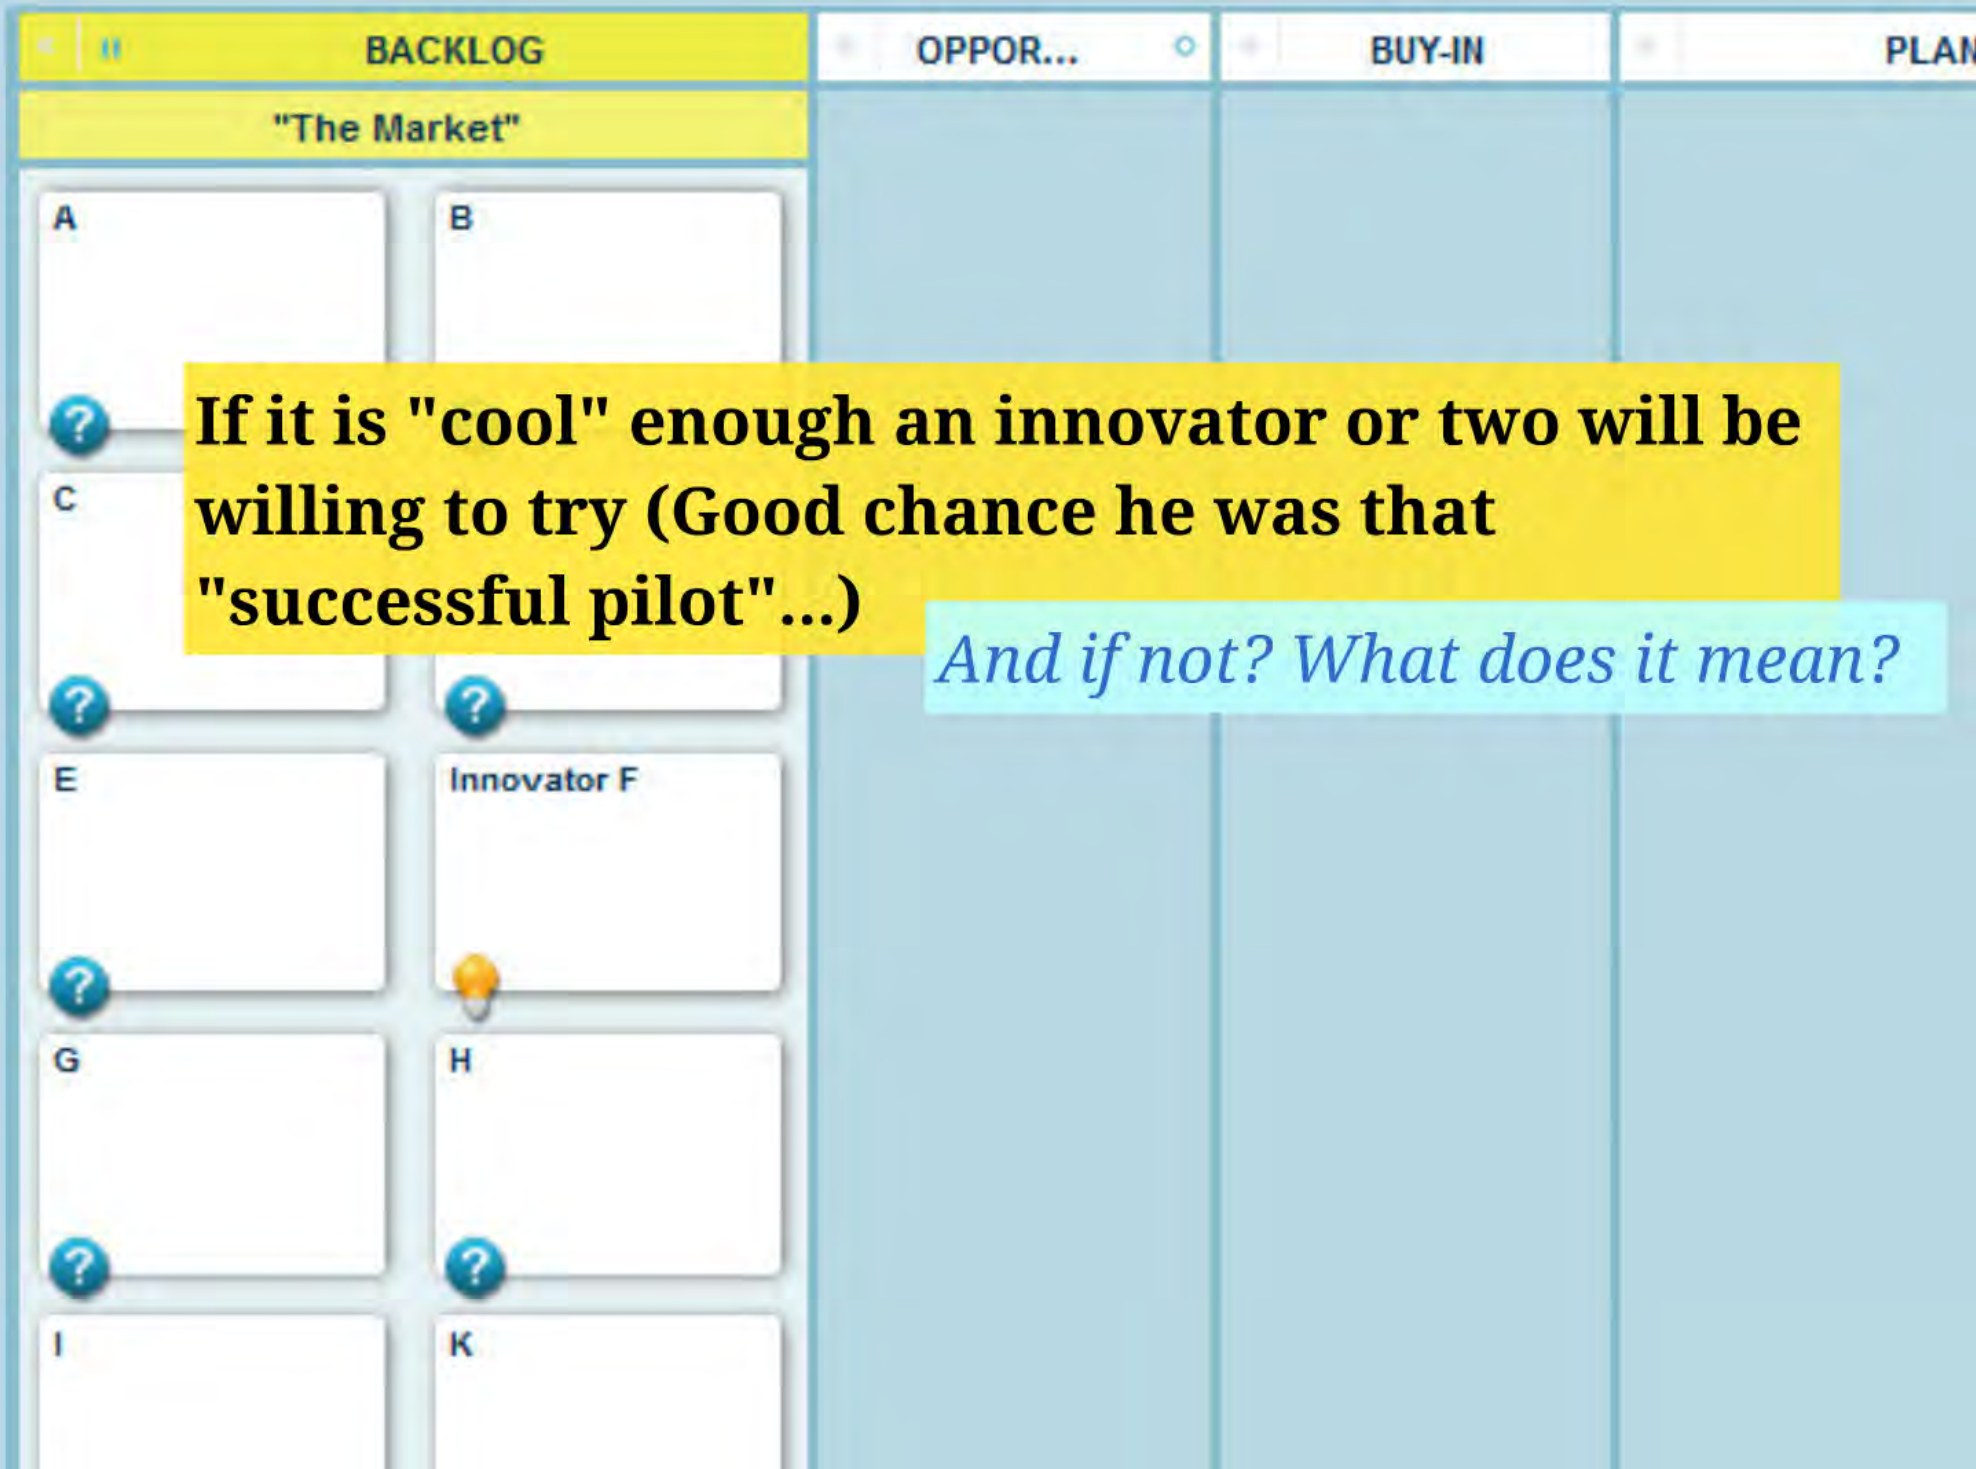 BACKLOG
OPPOR...
BUY-IN
PLAN
"The Market"
A
B
If it is "cool" enough an innovator or two will be
willing to try (Good chance he was that
"successful pilot"...)
And if not? What does it mean?
C
E
Innovator F
G
H
I
K